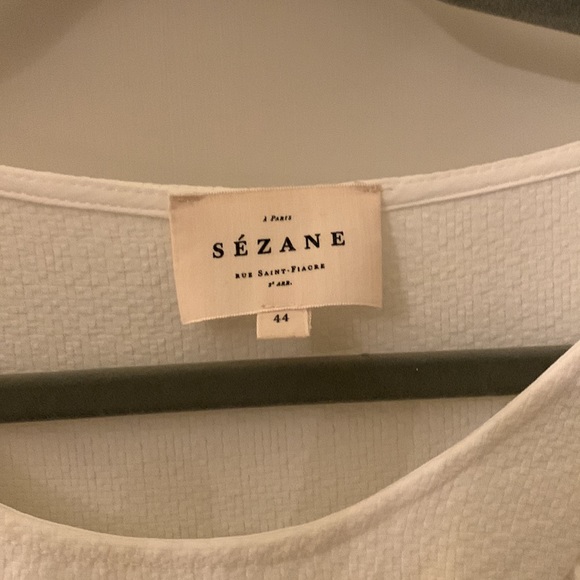 À PARIS
SÉZANE
RUE SAINT-FIACRE
2ᵉ ARR.
44